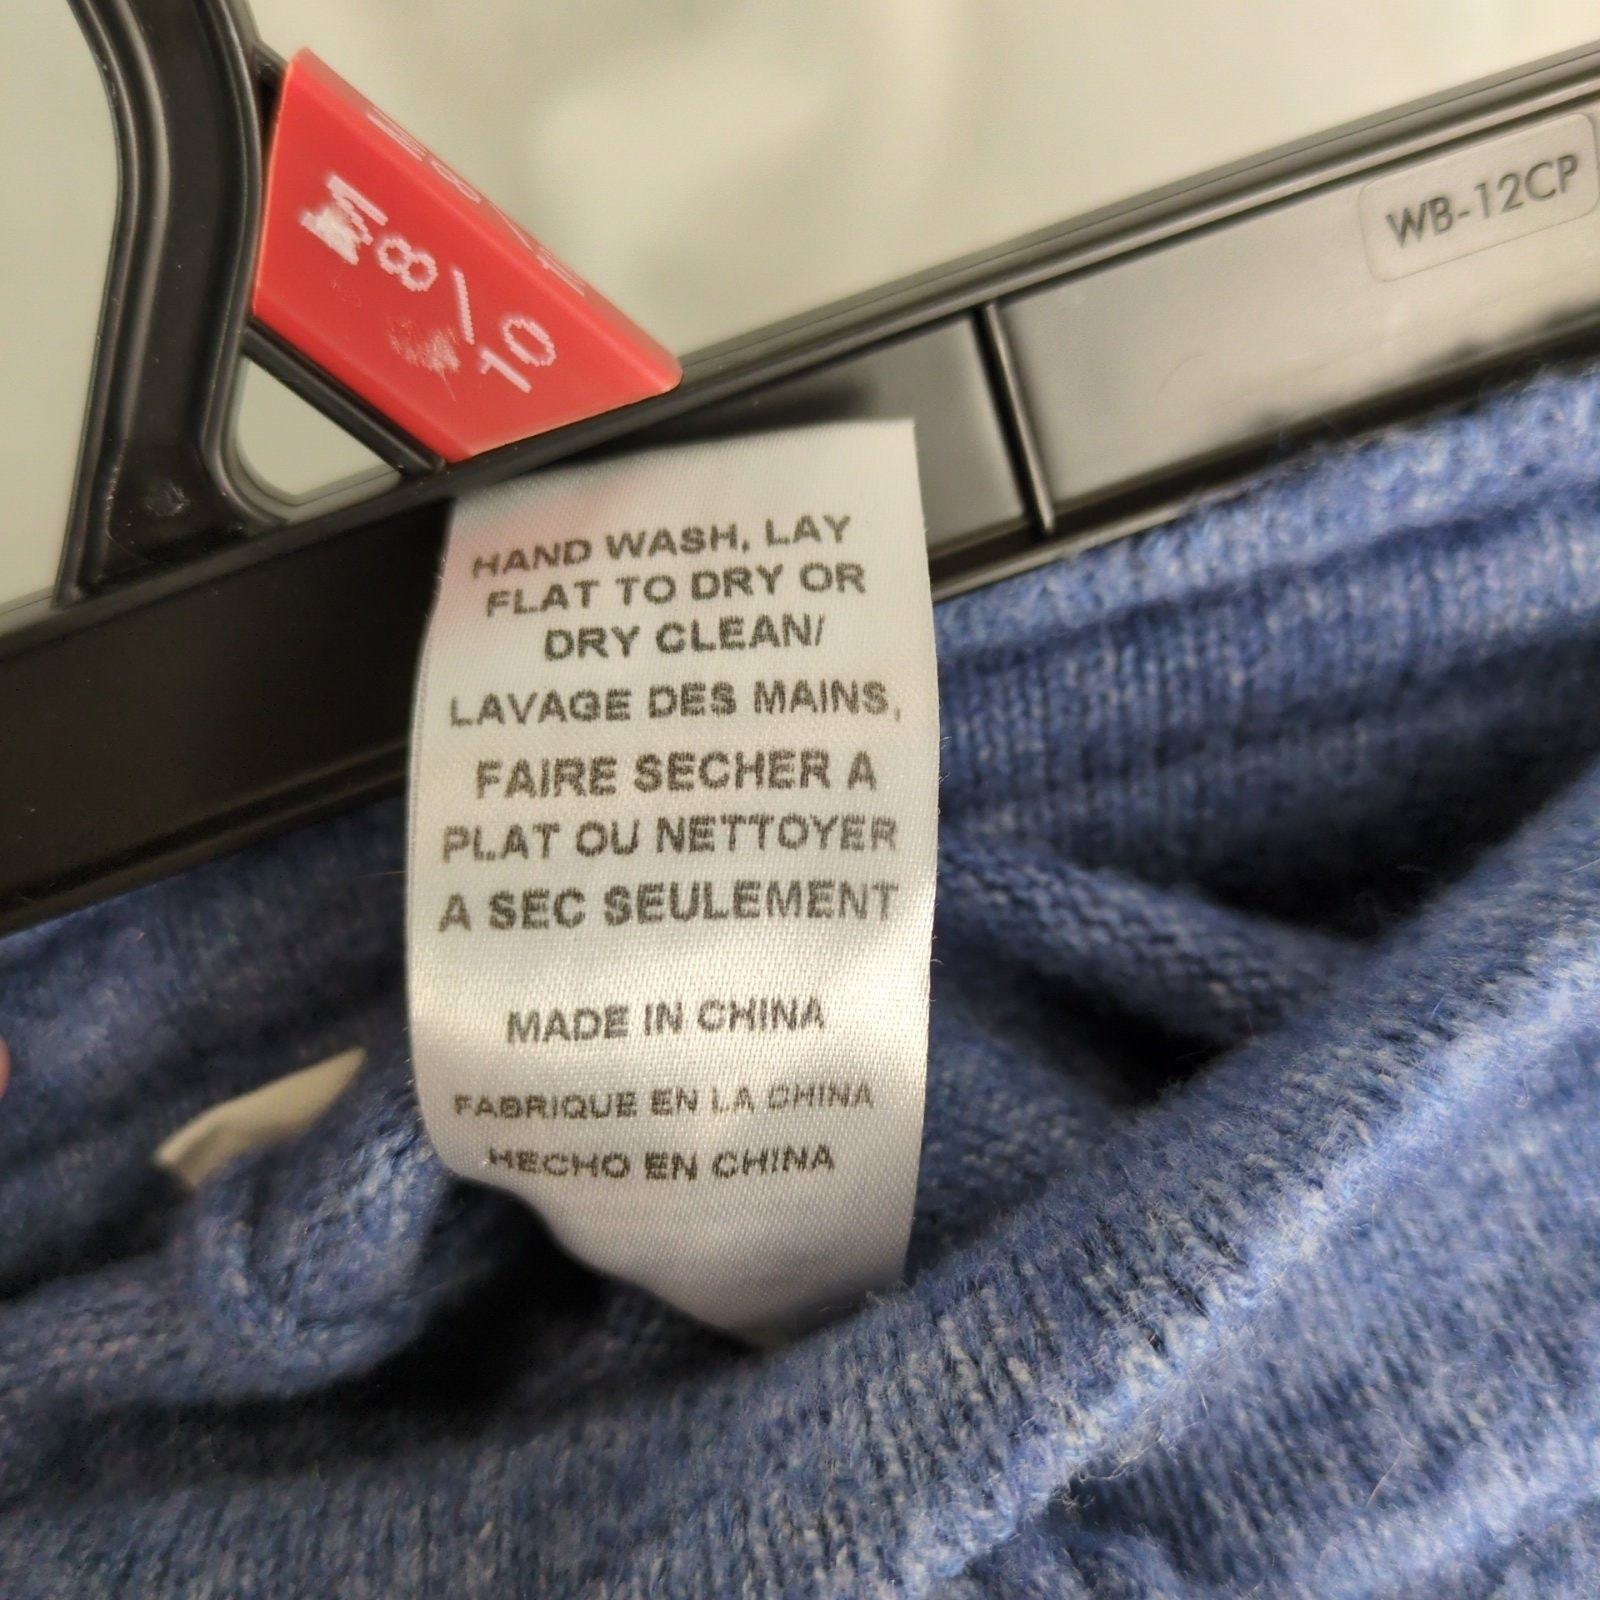 M
8/10
WB-12CP
HAND WASH, LAY
FLAT TO DRY OR
DRY CLEAN/
LAVAGE DES MAINS,
FAIRE SECHER A
PLAT OU NETTOYER
A SEC SEULEMENT
MADE IN CHINA
FABRIQUE EN LA CHINA
HECHO EN CHINA